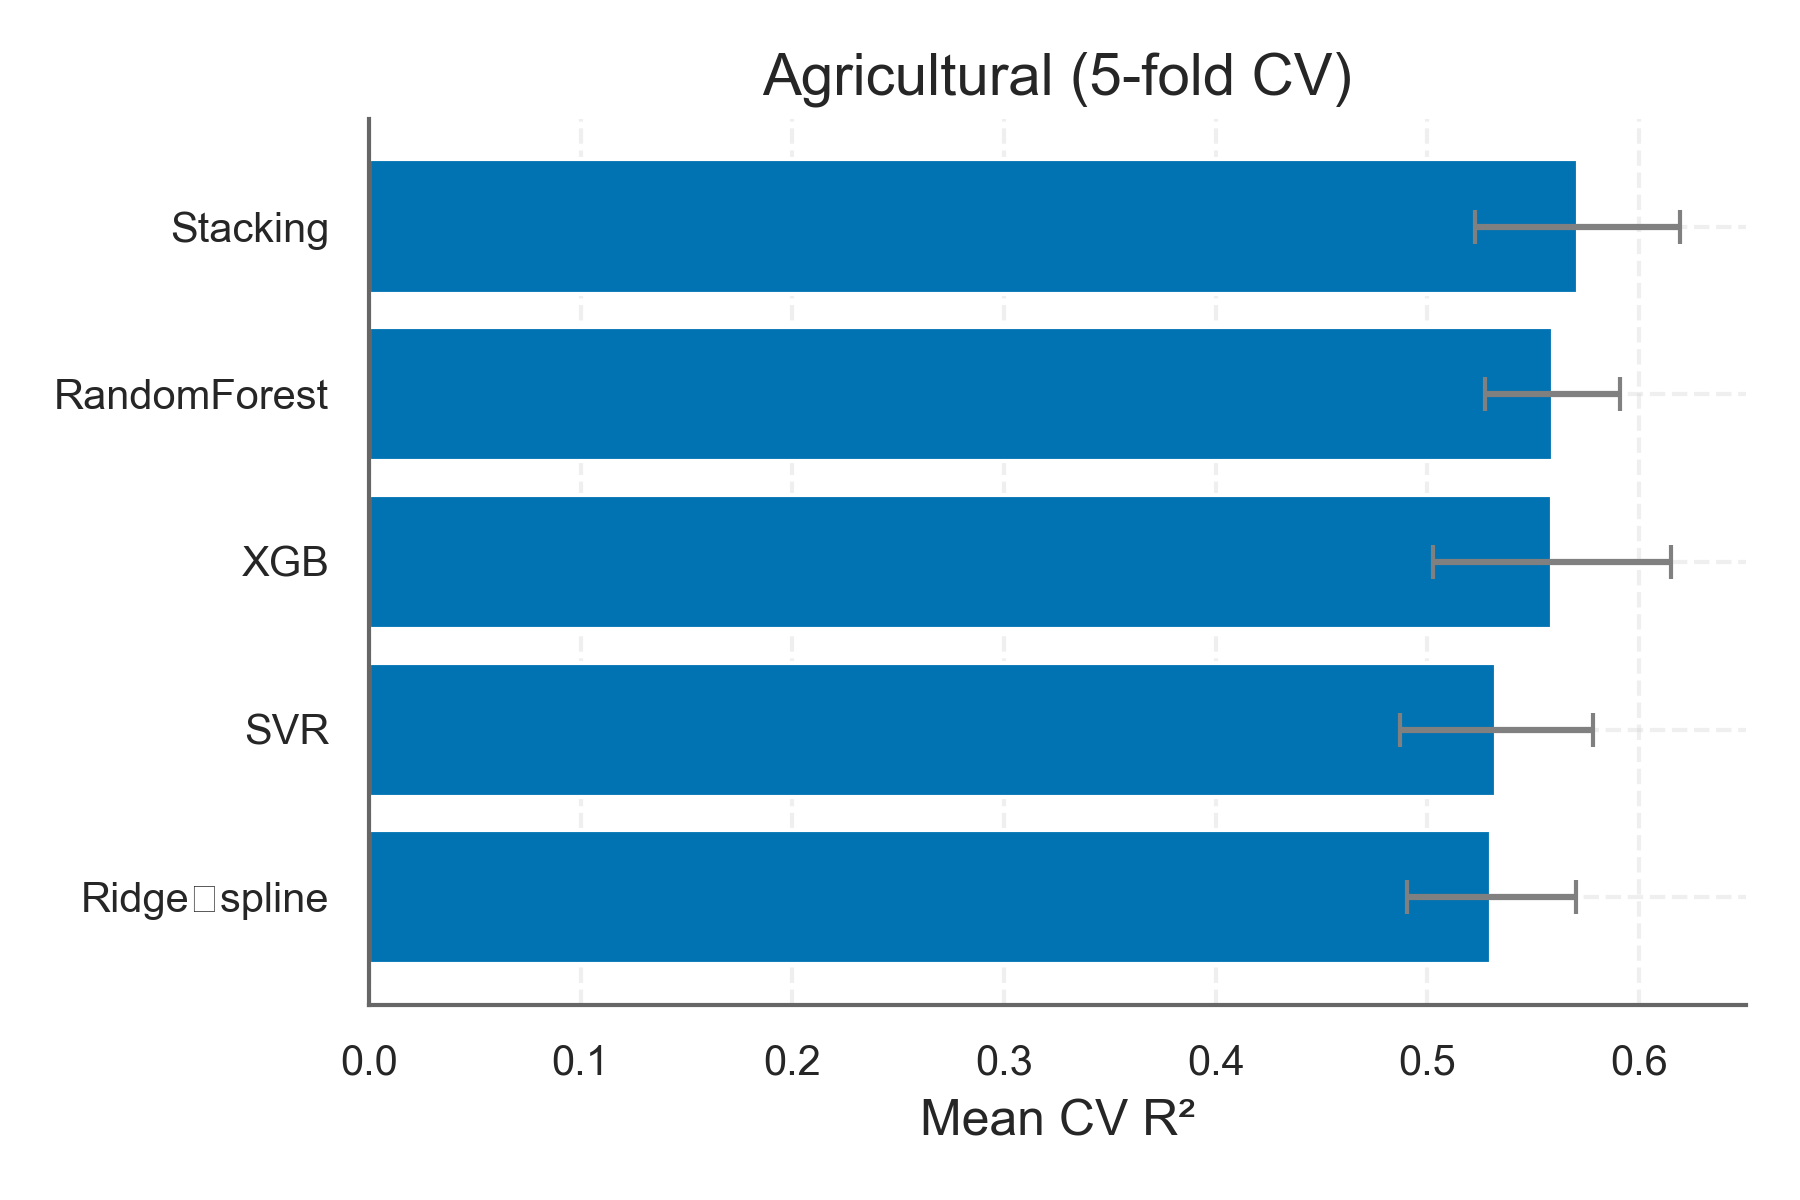 Agricultural (5-fold CV)
Stacking
RandomForest
XGB
SVR
Ridge□spline
0.0 0.1 0.2 0.3 0.4 0.5 0.6
Mean CV R²